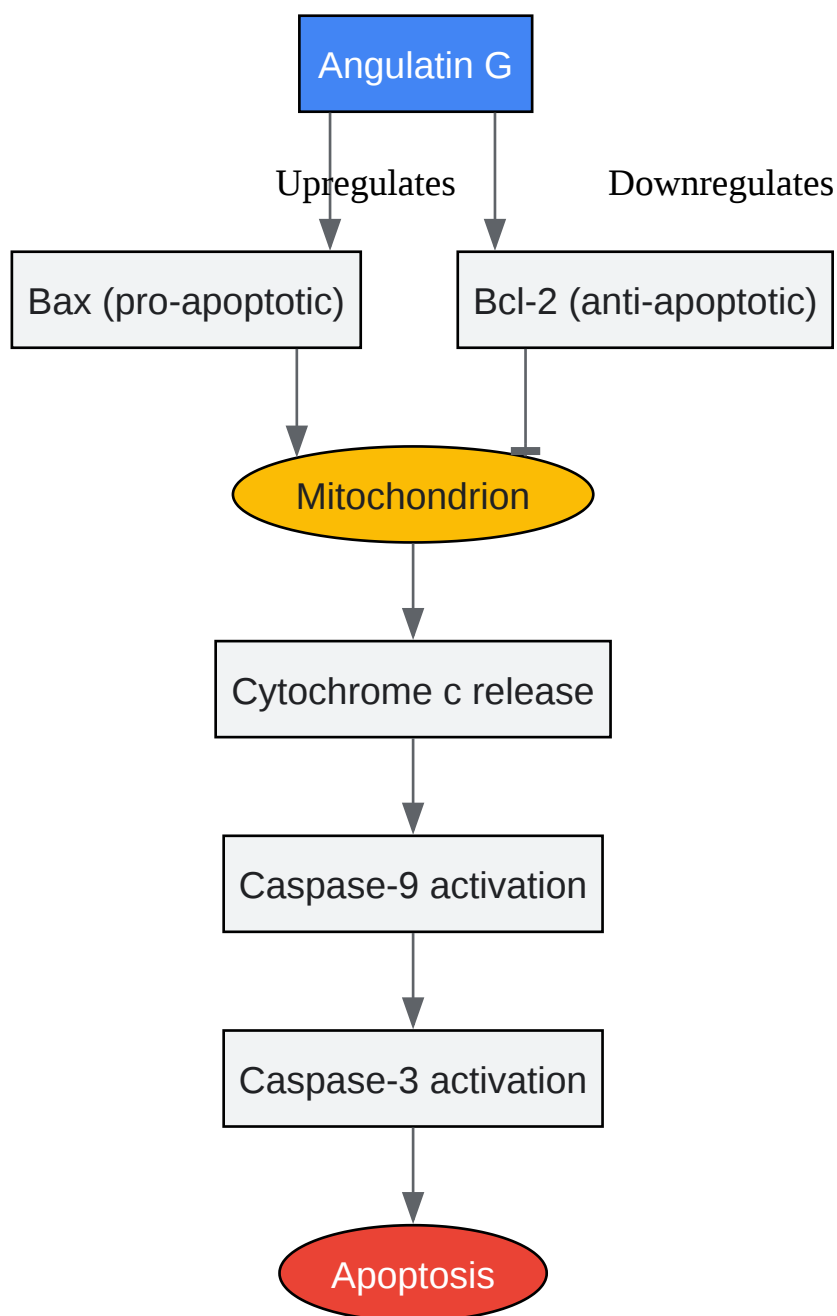 Angulatin G
Upregulates
Downregulates
Bax (pro-apoptotic)
Bcl-2 (anti-apoptotic)
Mitochondrion
Cytochrome c release
Caspase-9 activation
Caspase-3 activation
Apoptosis